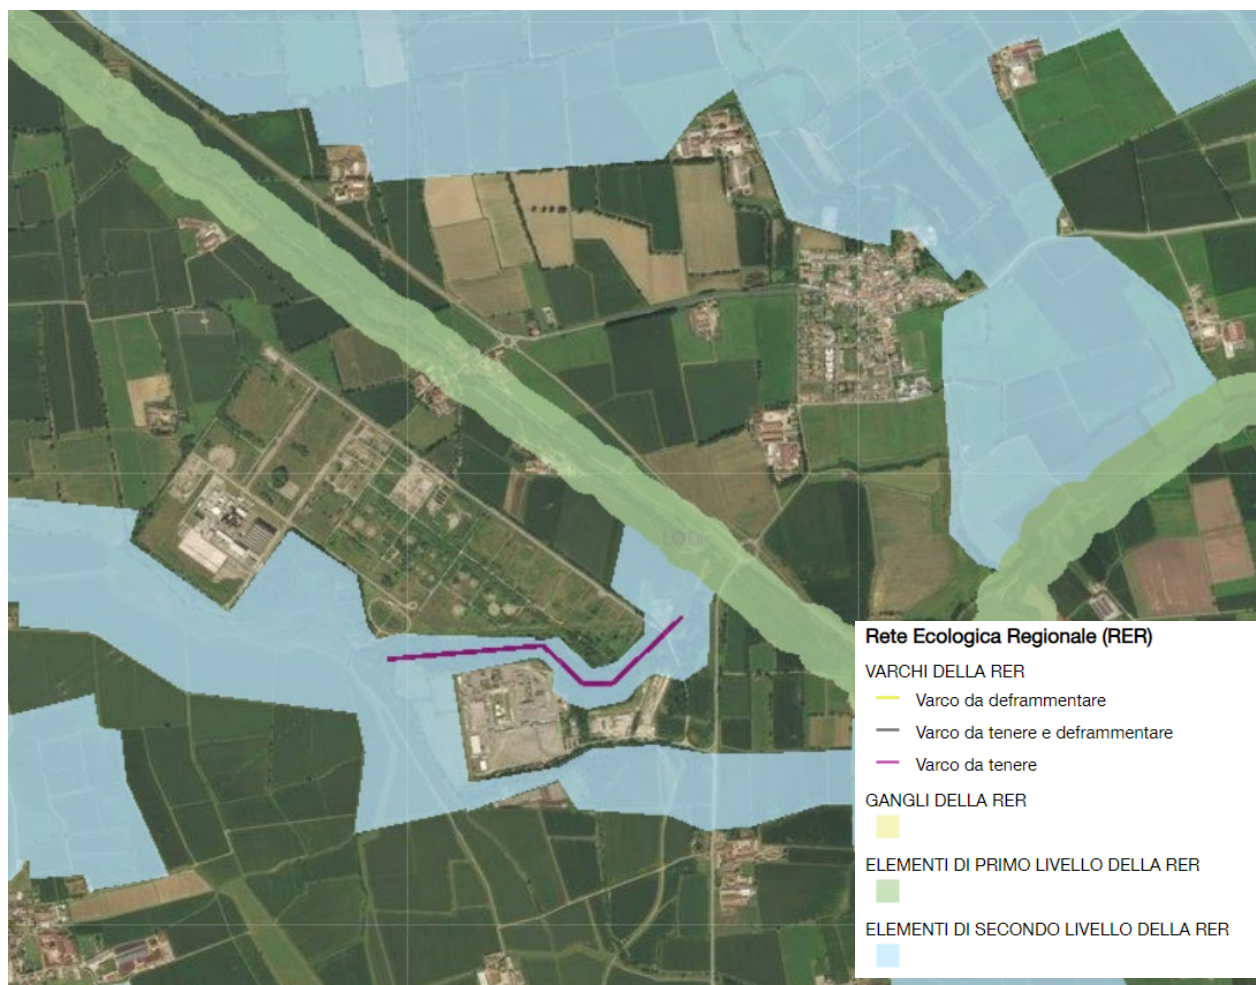 LODI
Rete Ecologica Regionale (RER)
VARCHI DELLA RER
Varco da deframmentare
Varco da tenere e deframmentare
Varco da tenere
GANGLI DELLA RER
ELEMENTI DI PRIMO LIVELLO DELLA RER
ELEMENTI DI SECONDO LIVELLO DELLA RER